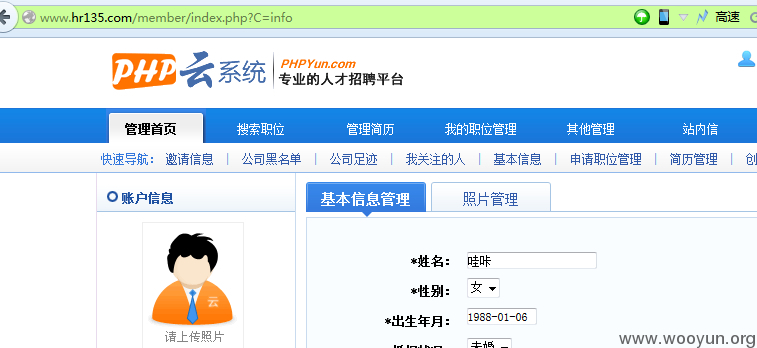 www.hr135.com/member/index.php?C=info
高速
PHP云系统
PHPYun.com
专业的人才招聘平台
管理首页 搜索职位 管理简历 我的职位管理 其他管理 站内信
快速导航： 邀请信息 | 公司黑名单 | 公司足迹 | 我关注的人 | 基本信息 | 申请职位管理 | 简历管理 | 创
账户信息
基本信息管理 照片管理
云
请上传照片
*姓名： 哇咔
*性别： 女
*出生年月： 1988-01-06
未婚
www.wooyun.org